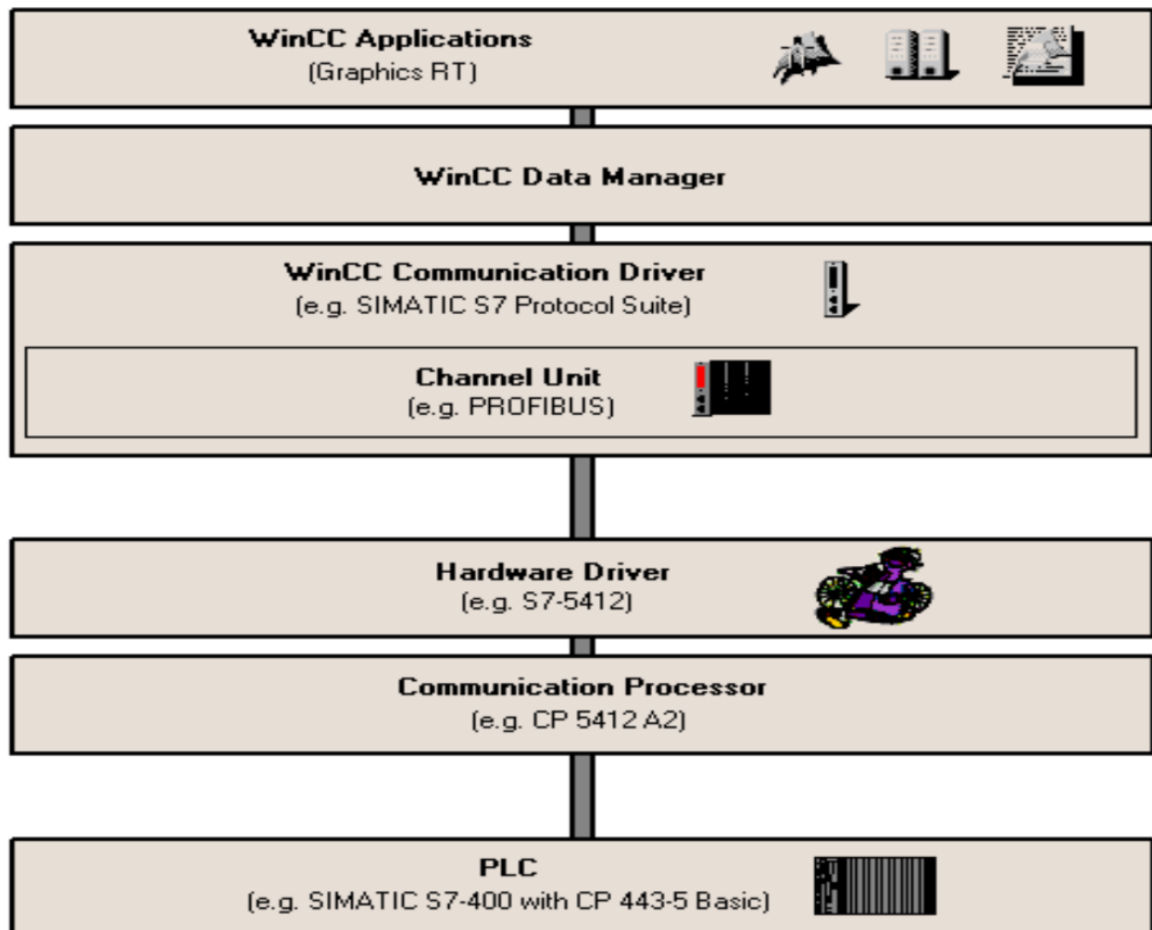 WinCC Applications
(Graphics RT)
WinCC Data Manager
WinCC Communication Driver
(e.g. SIMATIC S7 Protocol Suite)
Channel Unit
(e.g. PROFIBUS)
Hardware Driver
(e.g. S7-5412)
Communication Processor
(e.g. CP 5412 A2)
PLC
(e.g. SIMATIC S7-400 with CP 443-5 Basic)